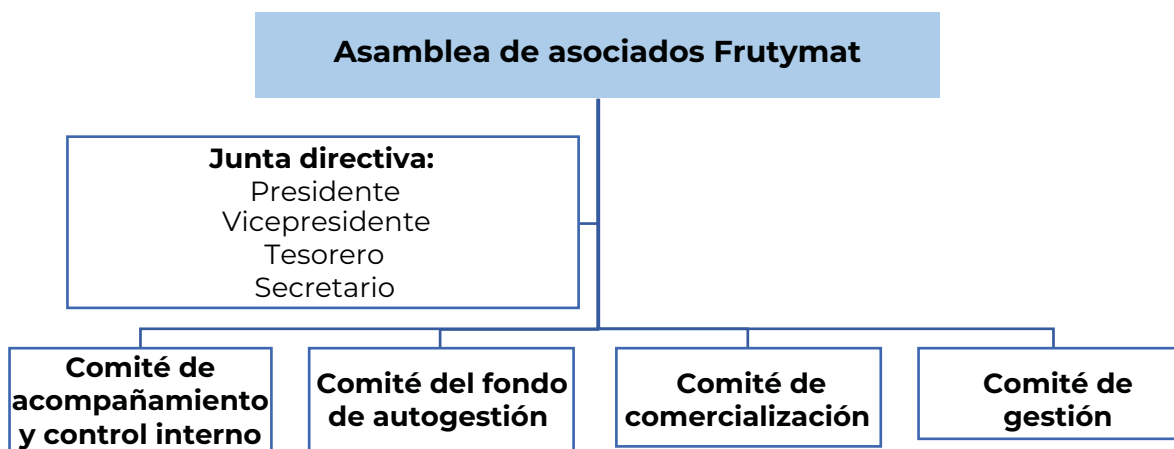 Asamblea de asociados Frutymat
Junta directiva:
Presidente
Vicepresidente
Tesorero
Secretario
Comité de
acompañamiento
y control interno
Comité del fondo
de autogestión
Comité de
comercialización
Comité de
gestión